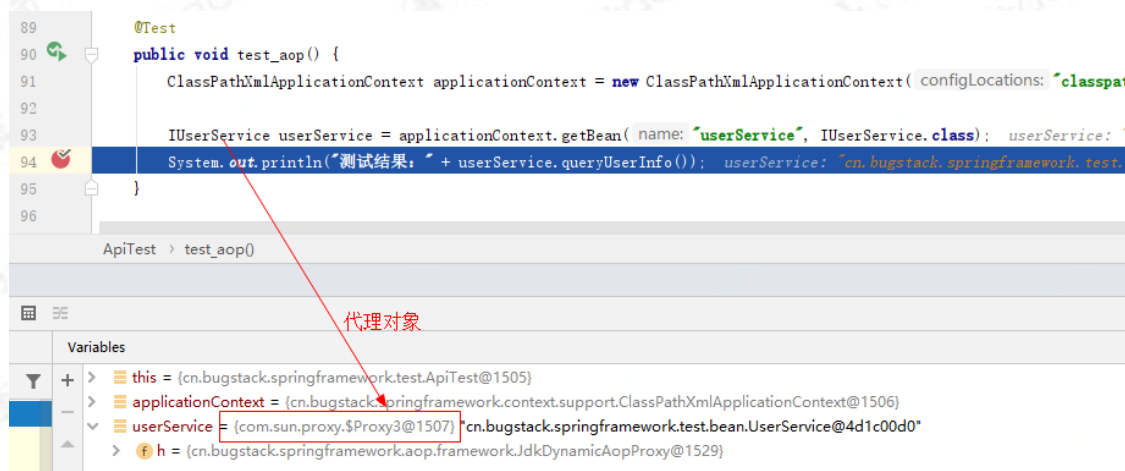 89 @Test
90 public void test_aop() {
91 ClassPathXmlApplicationContext applicationContext = new ClassPathXmlApplicationContext( configLocations: "classpat
92
93 IUserService userService = applicationContext.getBean( name: "userService", IUserService.class); userService: "
94 System.out.println("测试结果：" + userService.queryUserInfo()); userService: "cn.bugstack.springframework.test.
95 }
96
ApiTest > test_aop()
代理对象
Variables
this = {cn.bugstack.springframework.test.ApiTest@1505}
applicationContext = {cn.bugstack.springframework.context.support.ClassPathXmlApplicationContext@1506}
userService = {com.sun.proxy.$Proxy3@1507} "cn.bugstack.springframework.test.bean.UserService@4d1c00d0"
f h = {cn.bugstack.springframework.aop.framework.JdkDynamicAopProxy@1529}